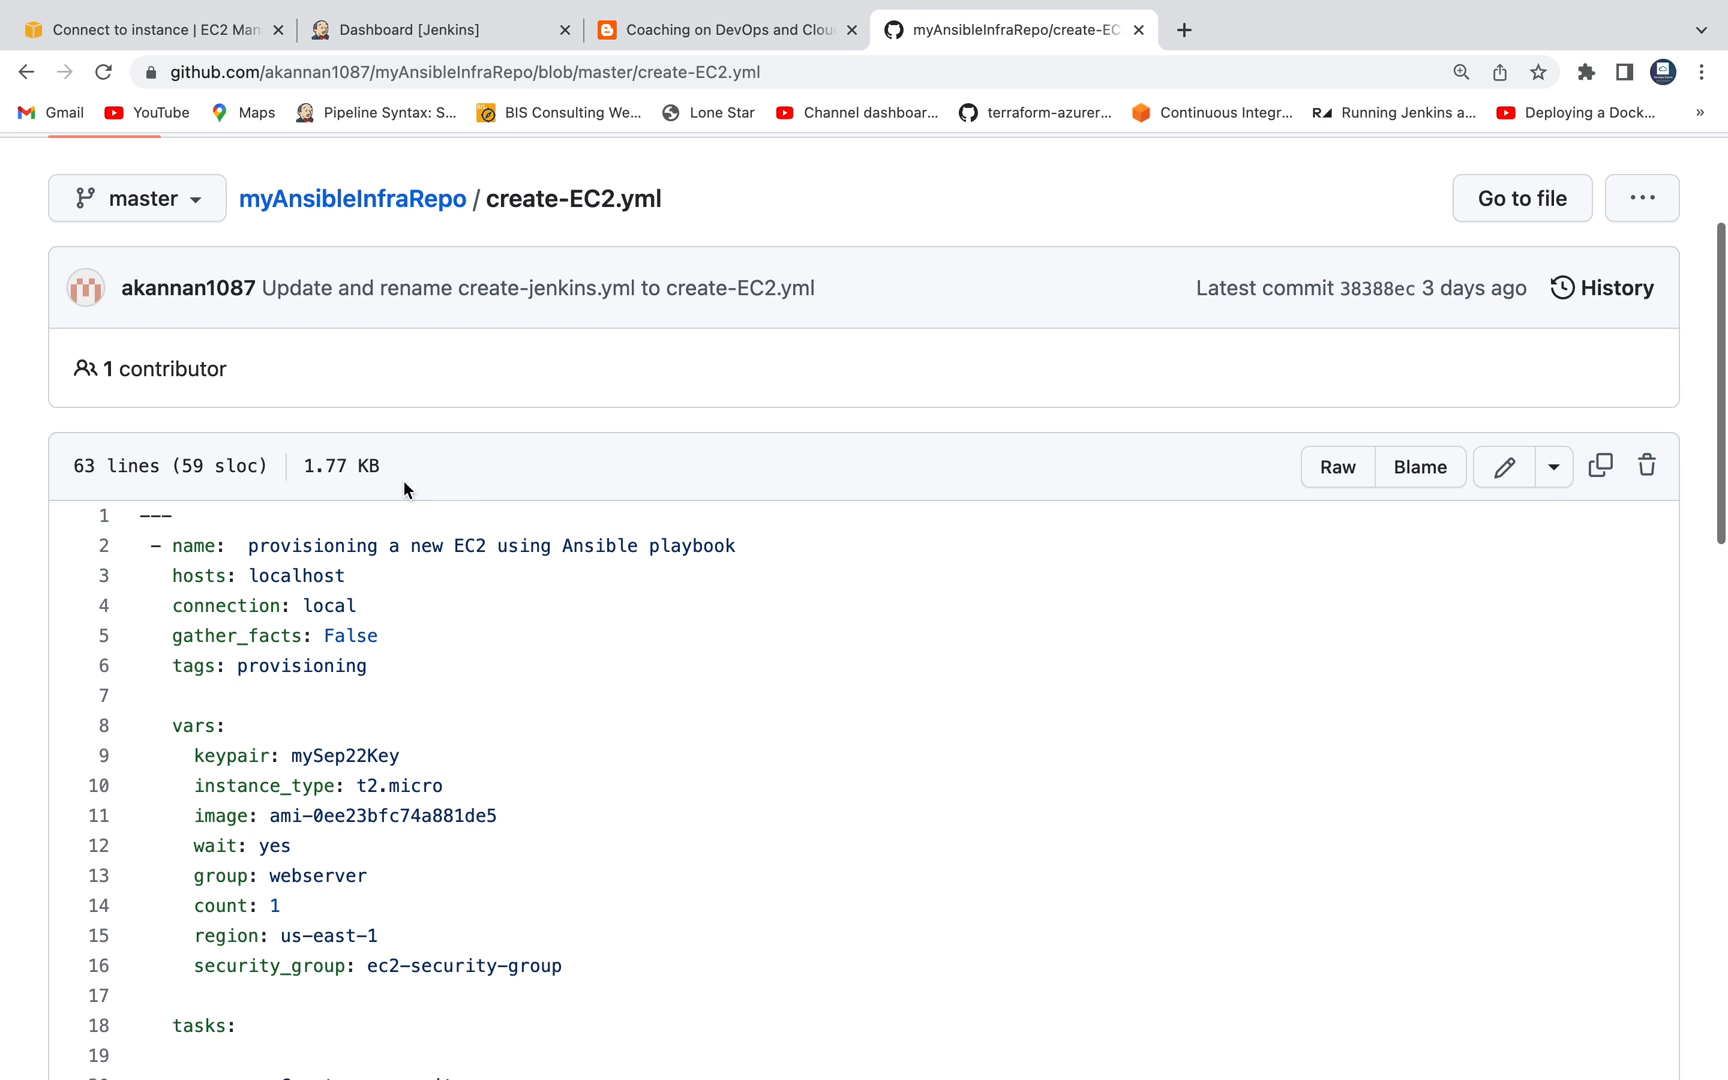 Connect to instance | EC2 Man
Dashboard [Jenkins]
Coaching on DevOps and Clou
myAnsibleInfraRepo/create-EC
github.com/akannan1087/myAnsibleInfraRepo/blob/master/create-EC2.yml
Gmail
YouTube
Maps
Pipeline Syntax: S...
BIS Consulting We...
Lone Star
Channel dashboar...
terraform-azurer...
Continuous Integr...
Running Jenkins a...
Deploying a Dock...
»
master
myAnsibleInfraRepo / create-EC2.yml
Go to file
...
akannan1087 Update and rename create-jenkins.yml to create-EC2.yml
Latest commit 38388ec 3 days ago
History
1 contributor
63 lines (59 sloc) | 1.77 KB
Raw
Blame
1 ---
2 - name:  provisioning a new EC2 using Ansible playbook
3 hosts: localhost
4 connection: local
5 gather_facts: False
6 tags: provisioning
7
8 vars:
9 keypair: mySep22Key
10 instance_type: t2.micro
11 image: ami-0ee23bfc74a881de5
12 wait: yes
13 group: webserver
14 count: 1
15 region: us-east-1
16 security_group: ec2-security-group
17
18 tasks:
19